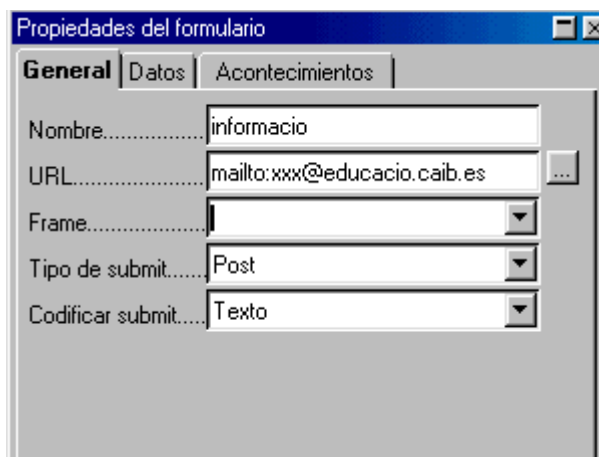 Propiedades del formulario
General Datos Acontecimientos
Nombre................. informacio
URL..................... mailto:xxx@educacio.caib.es ...
Frame...................
Tipo de submit...... Post
Codificar submit..... Texto